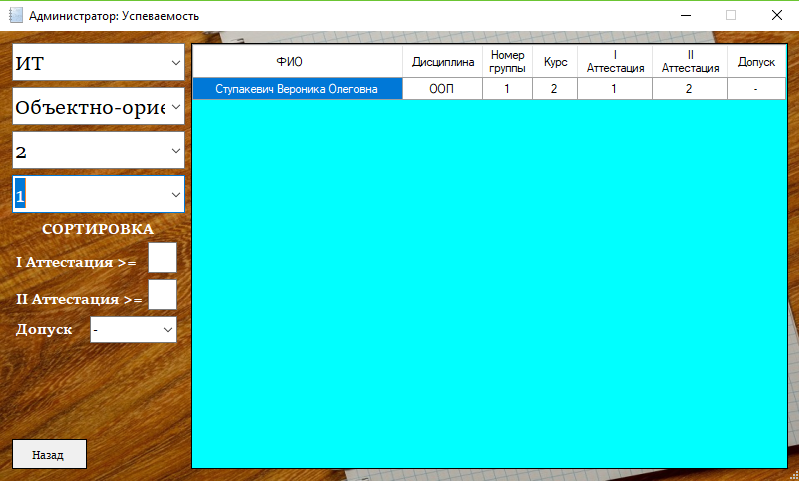 Администратор: Успеваемость
ИТ
Объектно-орие
2
1
СОРТИРОВКА
I Аттестация >=
II Аттестация >=
Допуск -
Назад
ФИО Дисциплина Номер группы Курс I Аттестация II Аттестация Допуск
Ступакевич Вероника Олеговна ООП 1 2 1 2 -